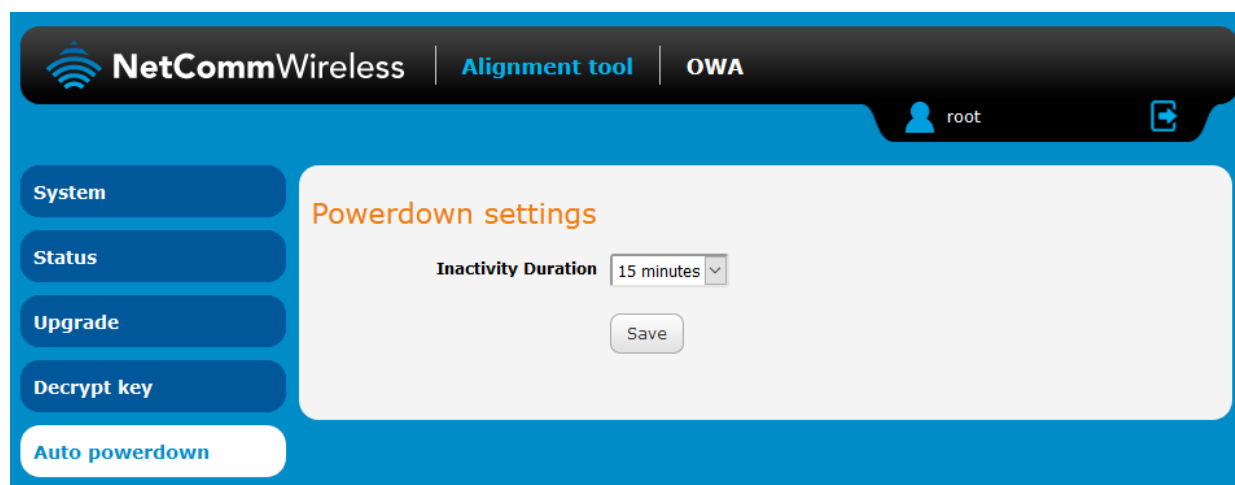 NetCommWireless Alignment tool OWA
root
System
Status
Upgrade
Decrypt key
Auto powerdown
Powerdown settings
Inactivity Duration 15 minutes
Save